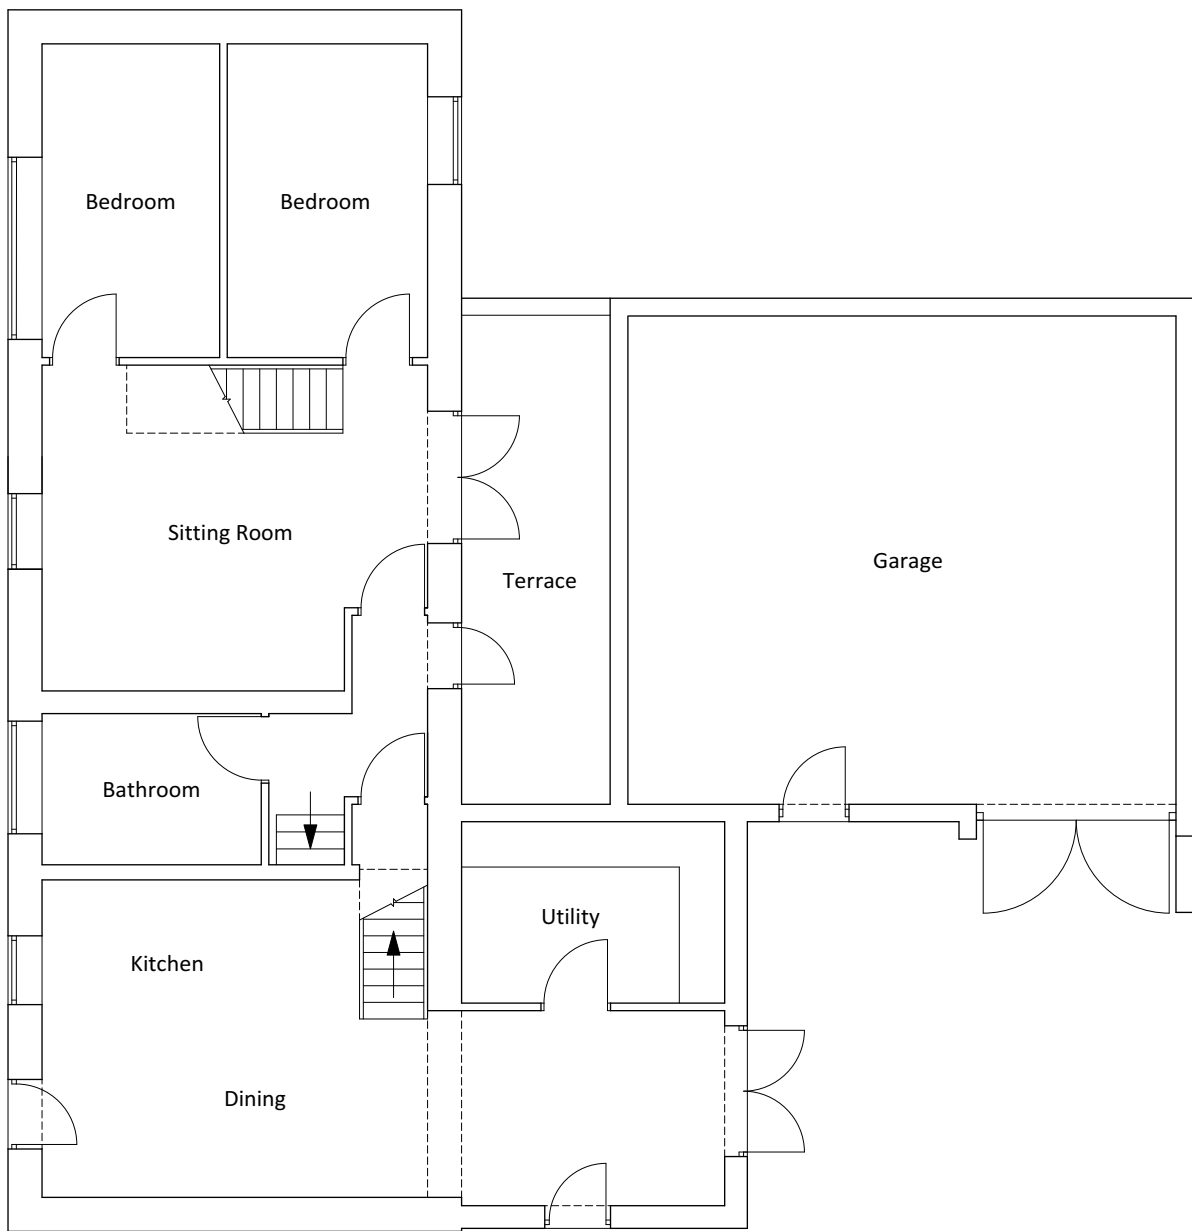 Bedroom
Bedroom
Sitting Room
Terrace
Garage
Bathroom
Utility
Kitchen
Dining